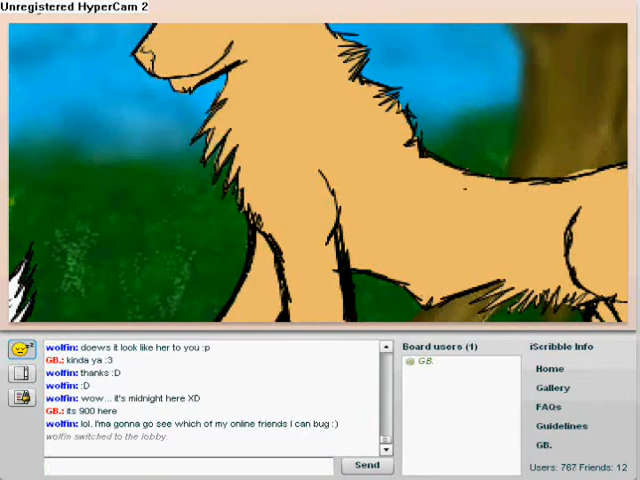 Unregistered HyperCam 2
wolfin: doews it look like her to you :p
GB.: kinda ya :3
wolfin: thanks :D
wolfin: :D
wolfin: wow... it's midnight here XD
GB.: its 900 here
wolfin: lol. I'ma gonna go see which of my online friends I can bug :)
wolfin switched to the lobby.
Send
Board users (1)
GB.
iScribble Info
Home
Gallery
FAQs
Guidelines
GB.
Users: 767 Friends: 12